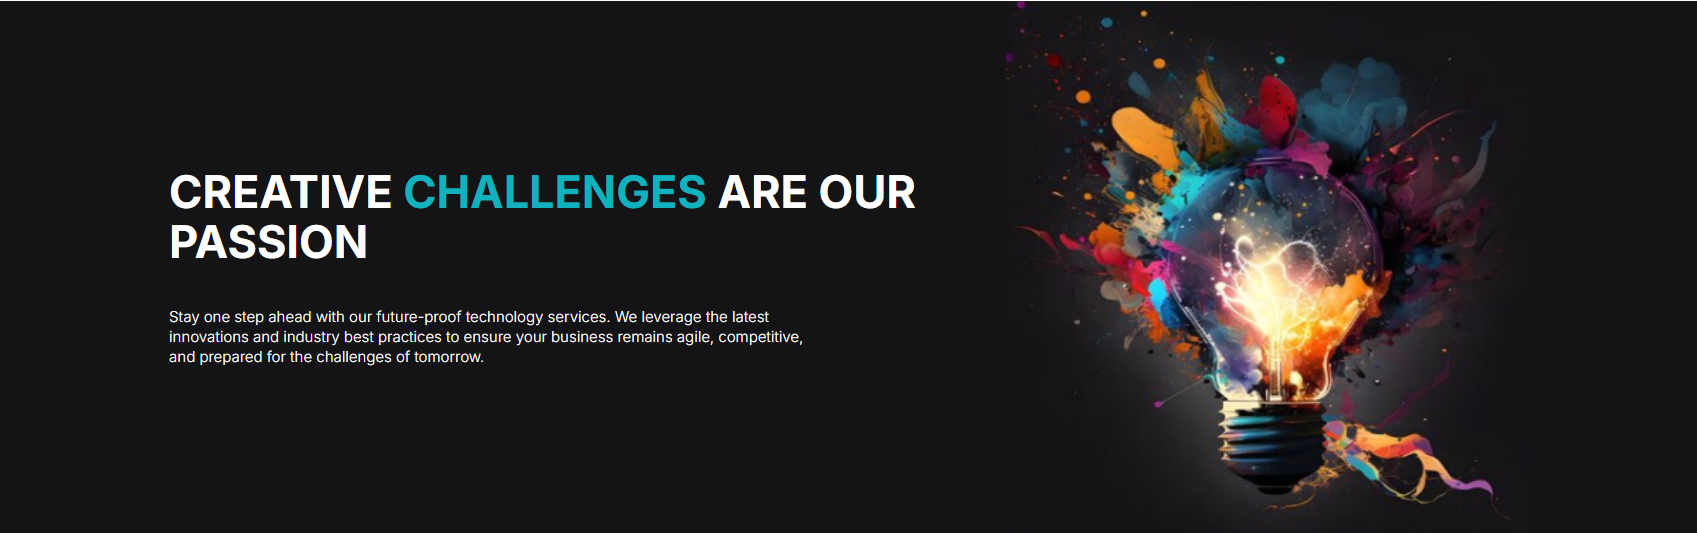 CREATIVE CHALLENGES ARE OUR
PASSION
Stay one step ahead with our future-proof technology services. We leverage the latest
innovations and industry best practices to ensure your business remains agile, competitive,
and prepared for the challenges of tomorrow.